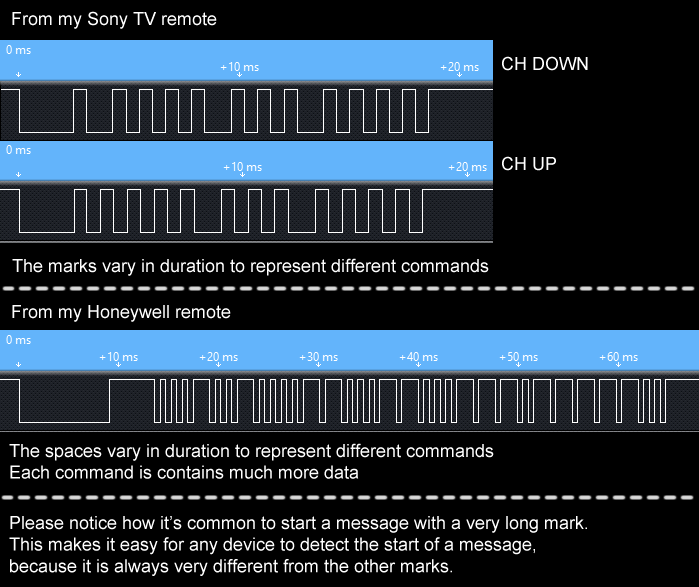 From my Sony TV remote
0 ms
+10 ms
+20 ms
CH DOWN
0 ms
+10 ms
+20 ms
CH UP
The marks vary in duration to represent different commands
From my Honeywell remote
0 ms
+10 ms
+20 ms
+30 ms
+40 ms
+50 ms
+60 ms
The spaces vary in duration to represent different commands
Each command is contains much more data
Please notice how it's common to start a message with a very long mark.
This makes it easy for any device to detect the start of a message,
because it is always very different from the other marks.